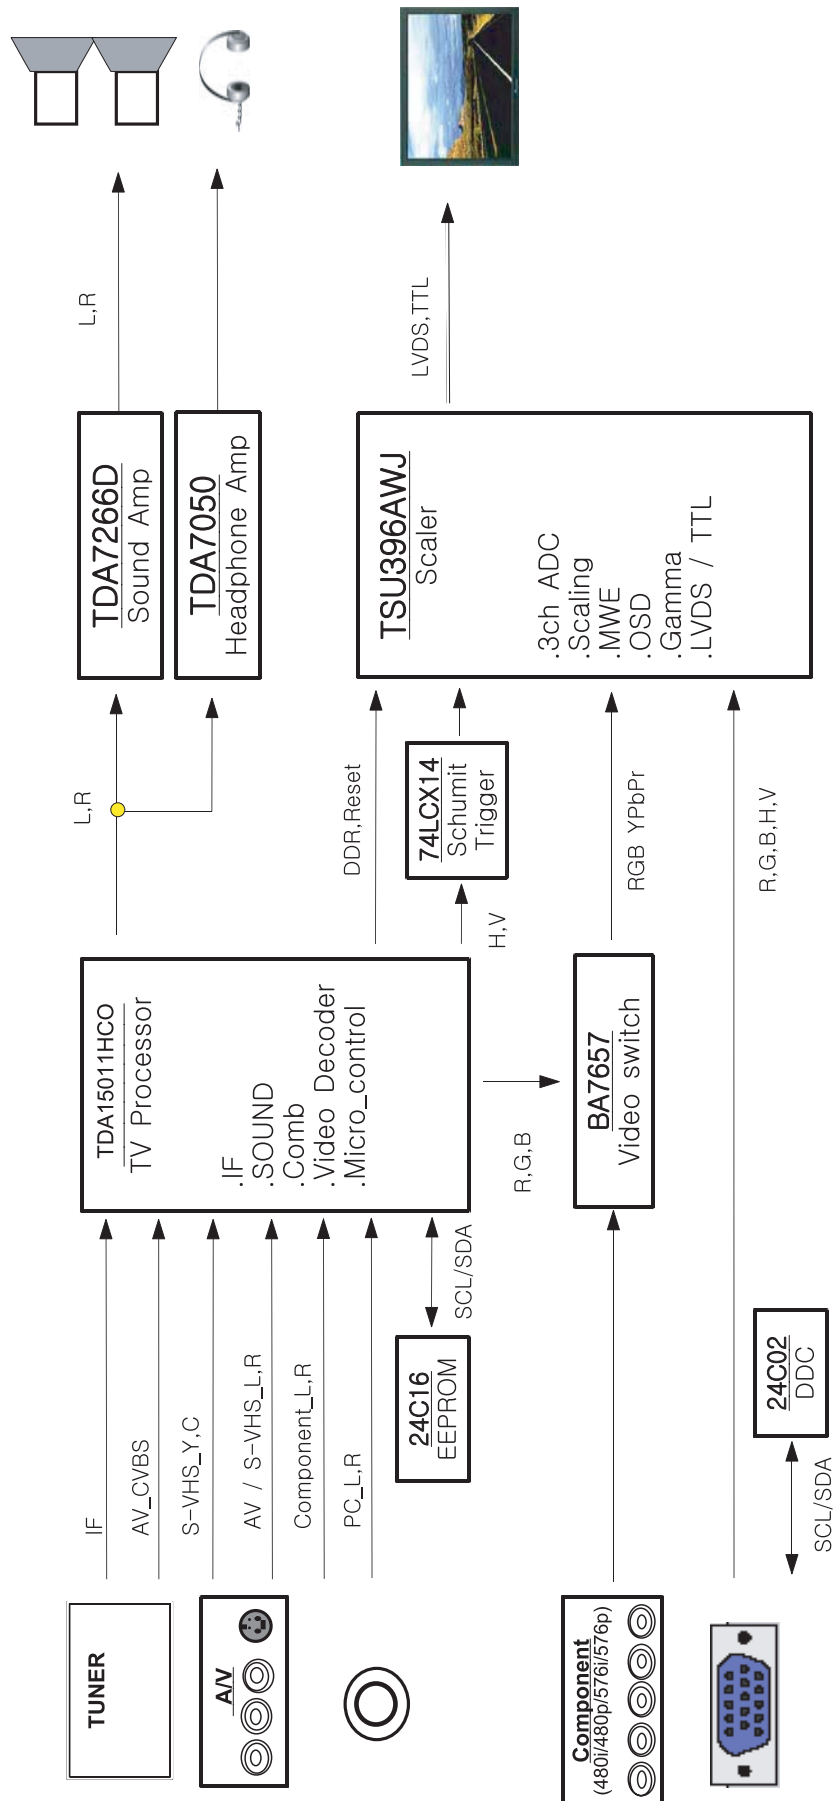 TUNER
A/V
Component
(480i/480p/576i/576p)
IF
AV_CVBS
S-VHS_Y,C
AV / S-VHS_L,R
Component_L,R
PC_L,R
24C16
EEPROM
SCL/SDA
24C02
DDC
SCL/SDA
TDA15011HCO
TV Processor
.IF
.SOUND
.Comb
.Video Decoder
.Micro_control
R,G,B
BA7657
Video switch
L,R
DDR,Reset
H,V
74LCX14
Schumit
Trigger
RGB YPbPr
R,G,B,H,V
TDA7266D
Sound Amp
TDA7050
Headphone Amp
TSU396AWJ
Scaler
.3ch ADC
.Scaling
.MWE
.OSD
.Gamma
.LVDS / TTL
L,R
LVDS,TTL